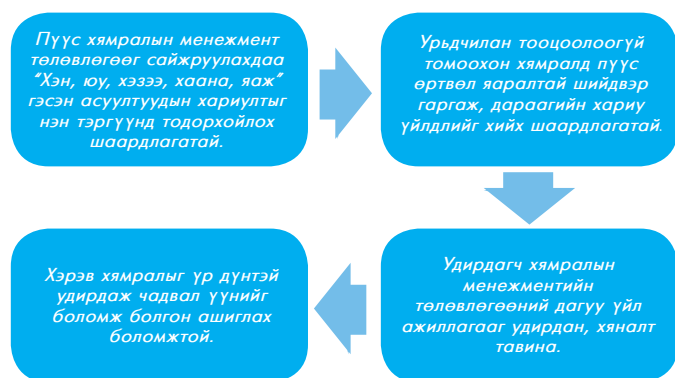 Пүүс хямралын менежмент
төлөвлөгөөг сайжруулахдаа
“Хэн, юу, хэзээ, хаана, яаж”
гэсэн асуултуудын хариултыг
нэн тэргүүнд тодорхойлох
шаардлагатай.
Урьдчилан тооцоолоогүй
томоохон хямралд пүүс
өртвөл яаралтай шийдвэр
гаргаж, дараагийн хариу
үйлдлийг хийх шаардлагатай.
Удирдагч хямралын
менежментийн
төлөвлөгөөний дагуу үйл
ажиллагааг удирдан, хяналт
тавина.
Хэрэв хямралыг үр дүнтэй
удирдаж чадвал үүнийг
боломж болгон ашиглах
боломжтой.